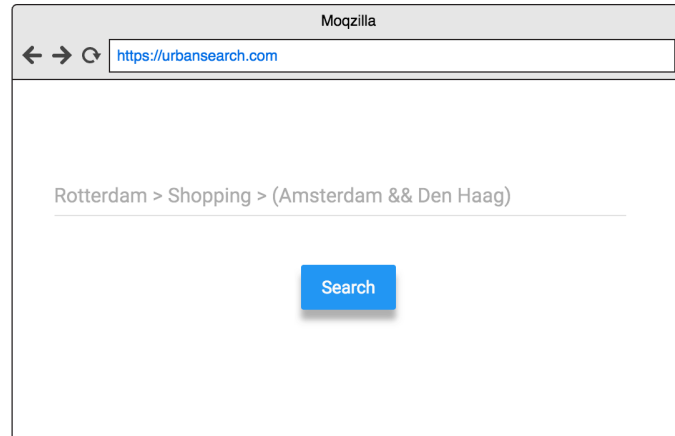 Moqzilla
https://urbansearch.com
Rotterdam > Shopping > (Amsterdam && Den Haag)
Search